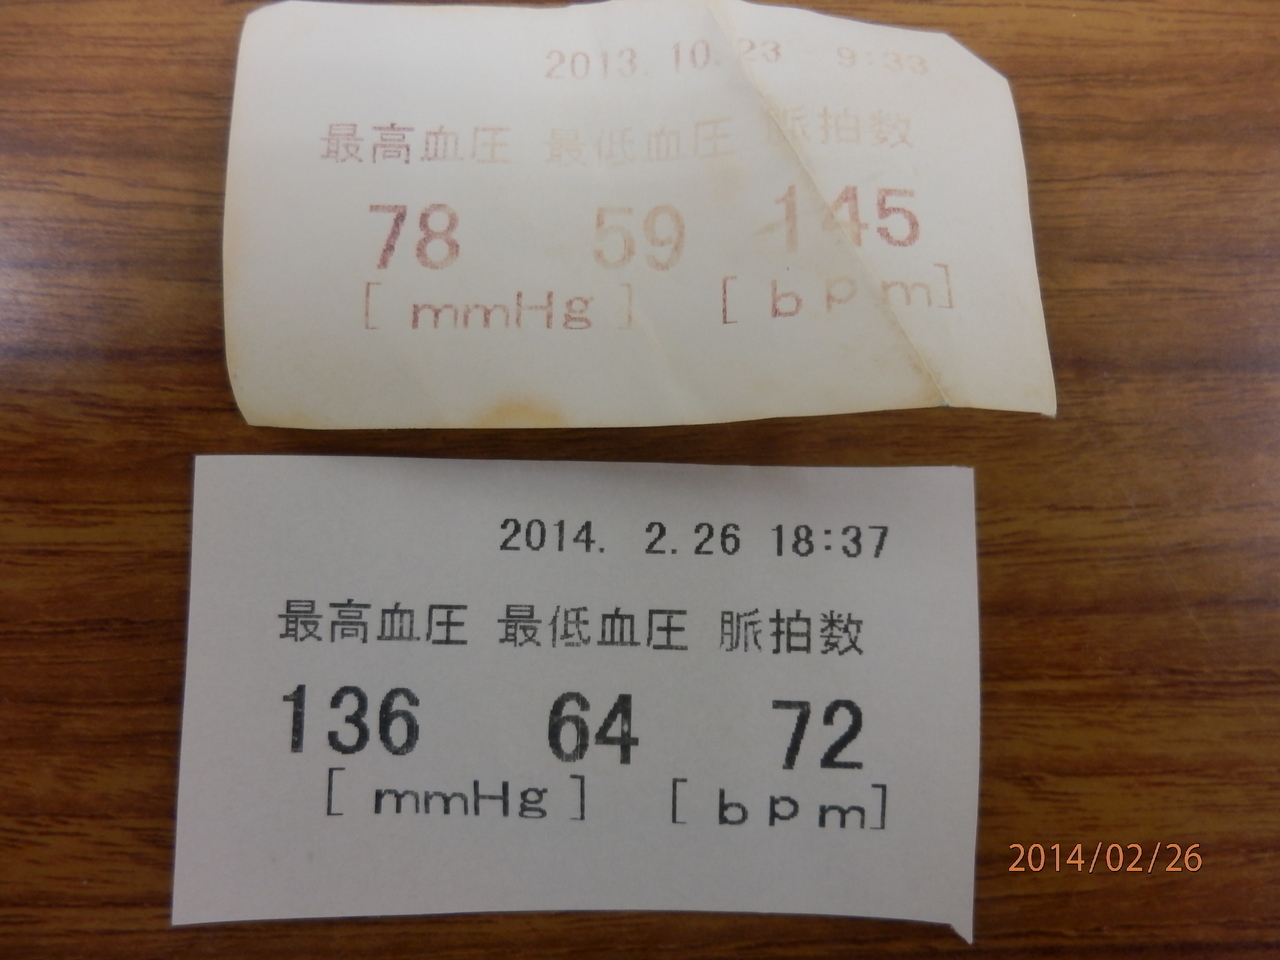 2013.10.23 9:33
最高血圧 最低血圧 脈拍数
78 59 145
[ mmHg ] [ bpm]
2014. 2.26 18:37
最高血圧 最低血圧 脈拍数
136 64 72
[ mmHg ] [ bpm]
2014/02/26